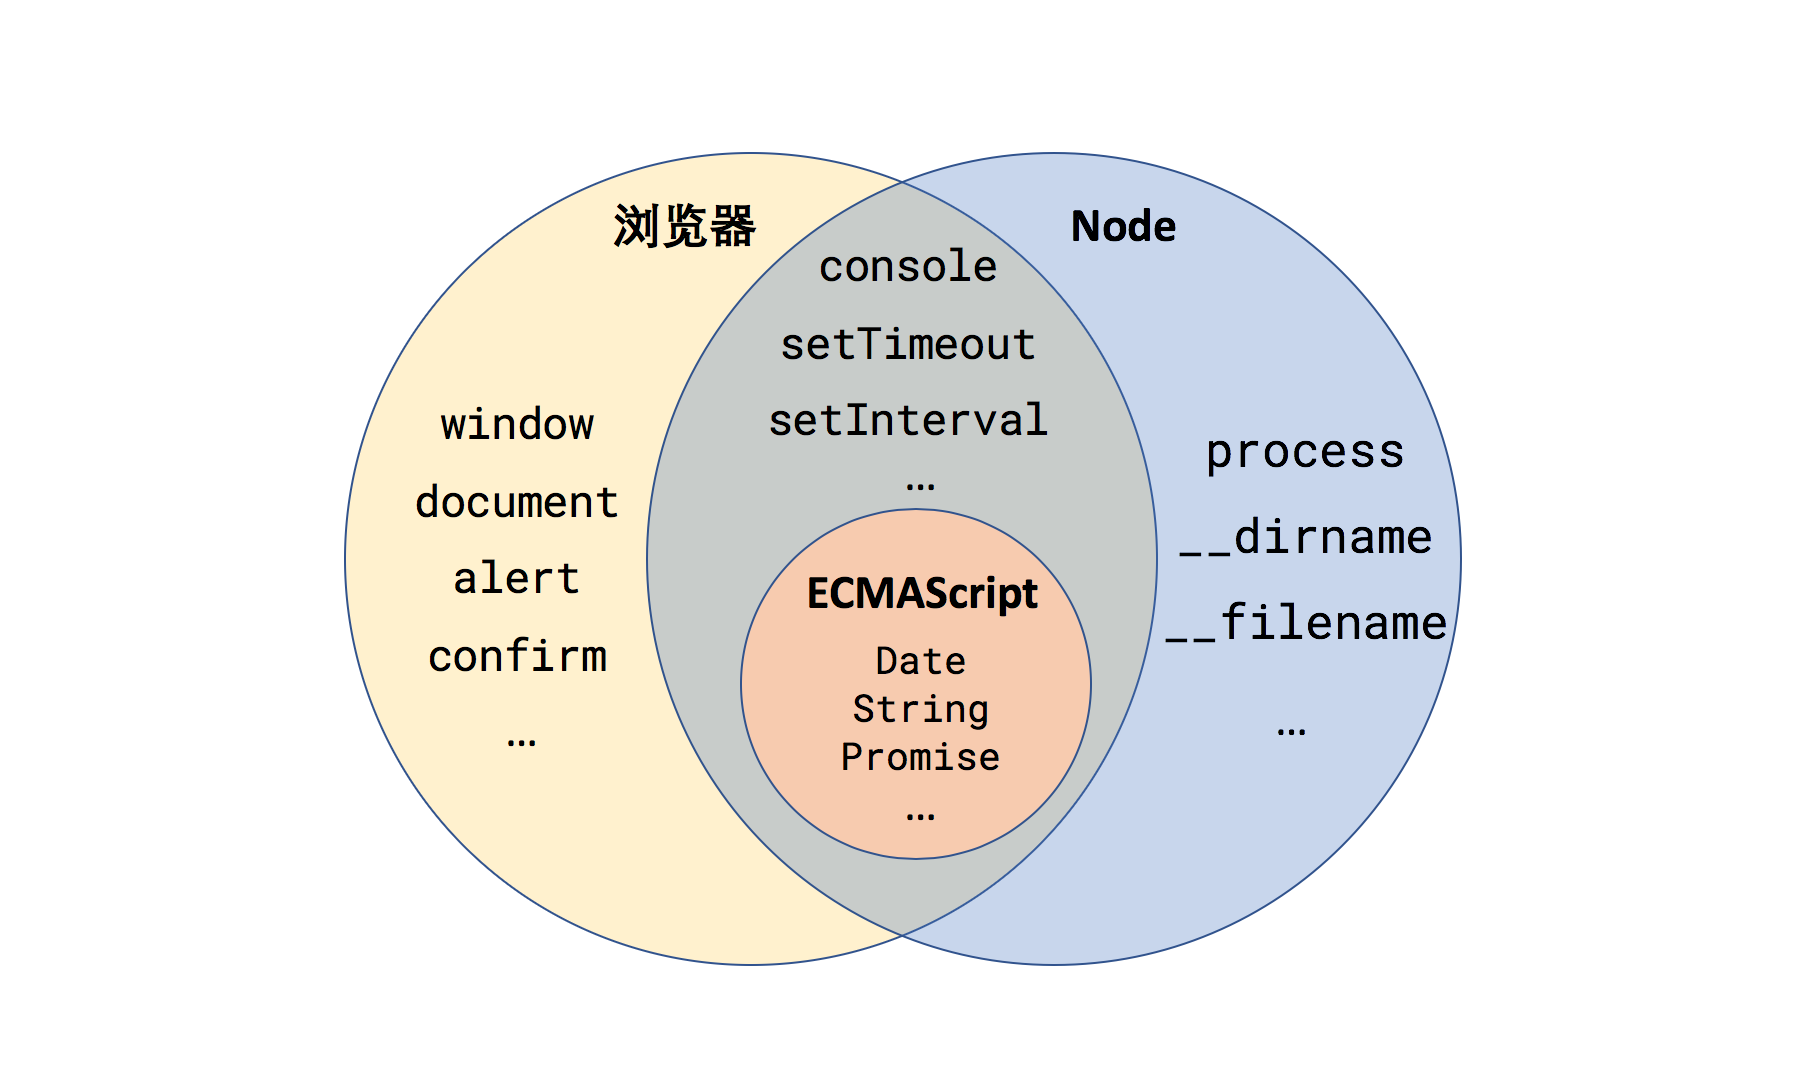 浏览器
window
document
alert
confirm
...
console
setTimeout
setInterval
...
ECMAScript
Date
String
Promise
...
Node
process
__dirname
__filename
...